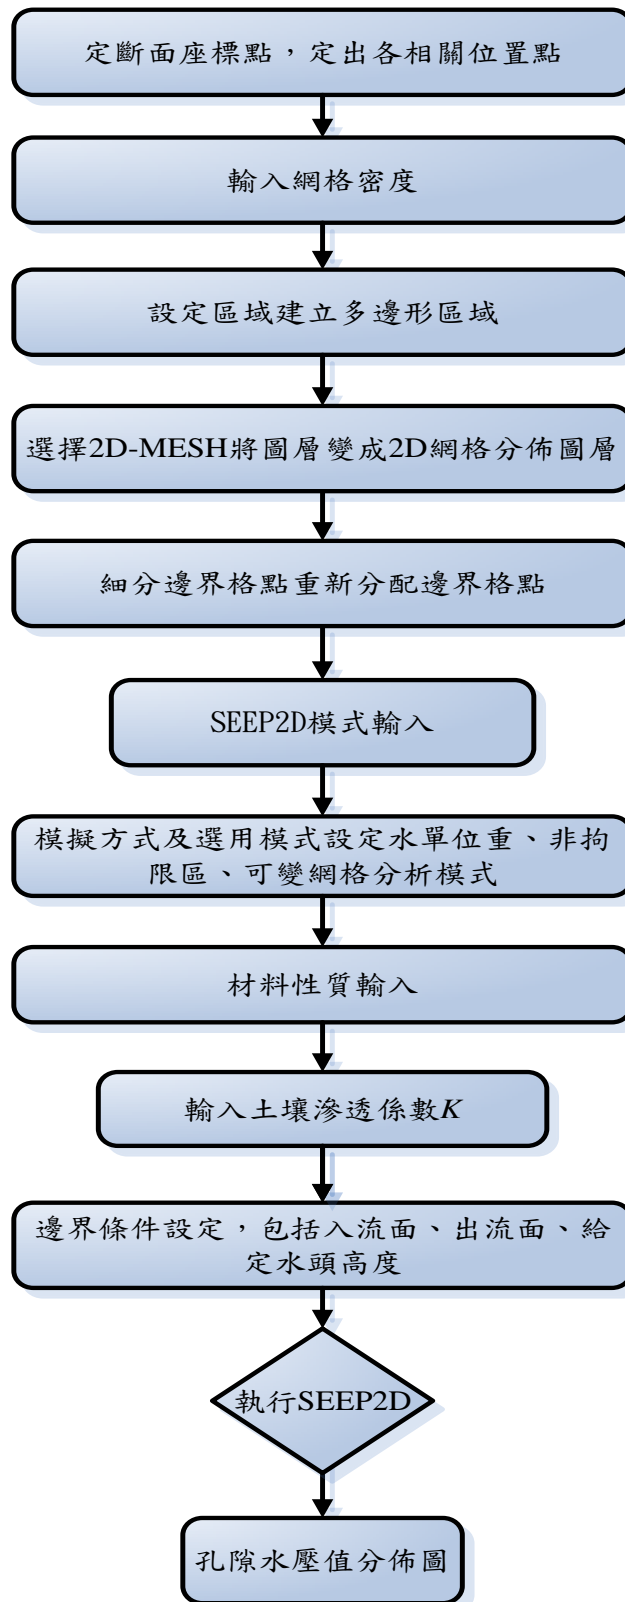 定斷面座標點，定出各相關位置點
輸入網格密度
設定區域建立多邊形區域
選擇2D-MESH將圖層變成2D網格分佈圖層
細分邊界格點重新分配邊界格點
SEEP2D模式輸入
模擬方式及選用模式設定水單位重、非拘
限區、可變網格分析模式
材料性質輸入
輸入土壤滲透係數K
邊界條件設定，包括入流面、出流面、給
定水頭高度
執行SEEP2D
孔隙水壓值分佈圖